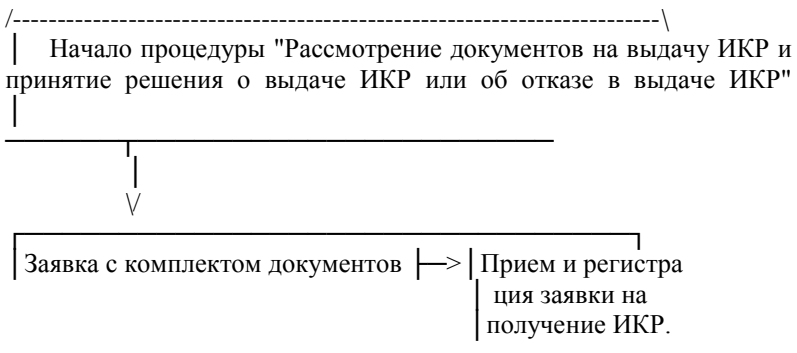 Начало процедуры "Рассмотрение документов на выдачу ИКР и
принятие решения о выдаче ИКР или об отказе в выдаче ИКР"
Заявка с комплектом документов
Прием и регистра
ция заявки на
получение ИКР.